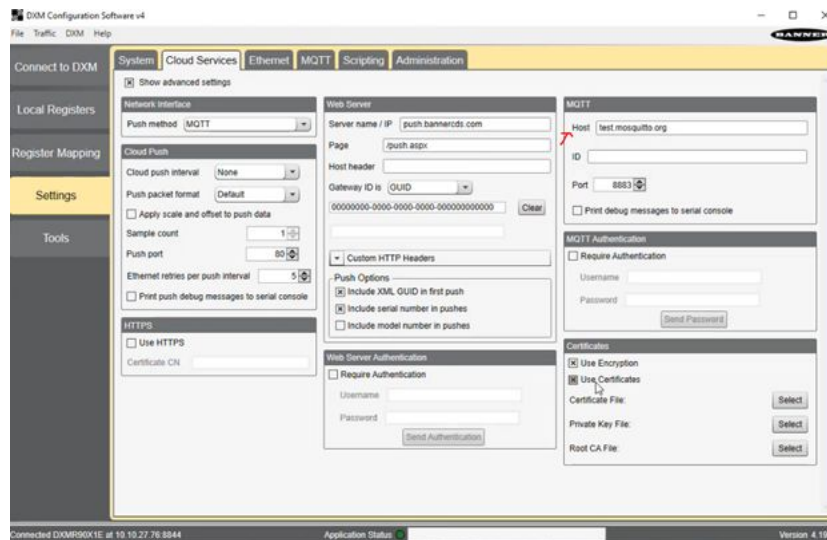 DXM Configuration Software v4
File Traffic DXM Help
BANNER
Connect to DXM
Local Registers
Register Mapping
Settings
Tools
System Cloud Services Ethernet MQTT Scripting Administration
Show advanced settings
Network Interface
Push method MQTT
Cloud Push
Cloud push interval None
Push packet format Default
Apply scale and offset to push data
Sample count 1
Push port 80
Ethernet retries per push interval 5
Print push debug messages to serial console
HTTPS
Use HTTPS
Certificate CN
Web Server
Server name / IP push.bannercds.com
Page /push.aspx
Host header
Gateway ID is GUID
00000000-0000-0000-0000-000000000000 Clear
Custom HTTP Headers
Push Options
Include XML GUID in first push
Include serial number in pushes
Include model number in pushes
Web Server Authentication
Require Authentication
Username
Password
Send Authentication
MQTT
Host test.mosquitto.org
ID
Port 8883
Print debug messages to serial console
MQTT Authentication
Require Authentication
Username
Password
Send Password
Certificates
Use Encryption
Use Certificates
Certificate File: Select
Private Key File: Select
Root CA File: Select
Connected DXMR90X1E at 10.10.27.76:8844
Application Status
Version 4.19